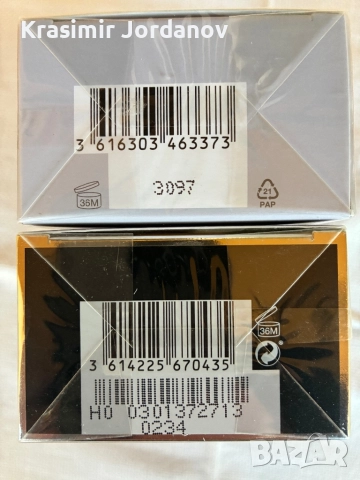 Krasimir Jordanov
3 616303 463373
3097
36M
21
PAP
36M
3 614225 670435
H0 0301372713
0234
BAZAR